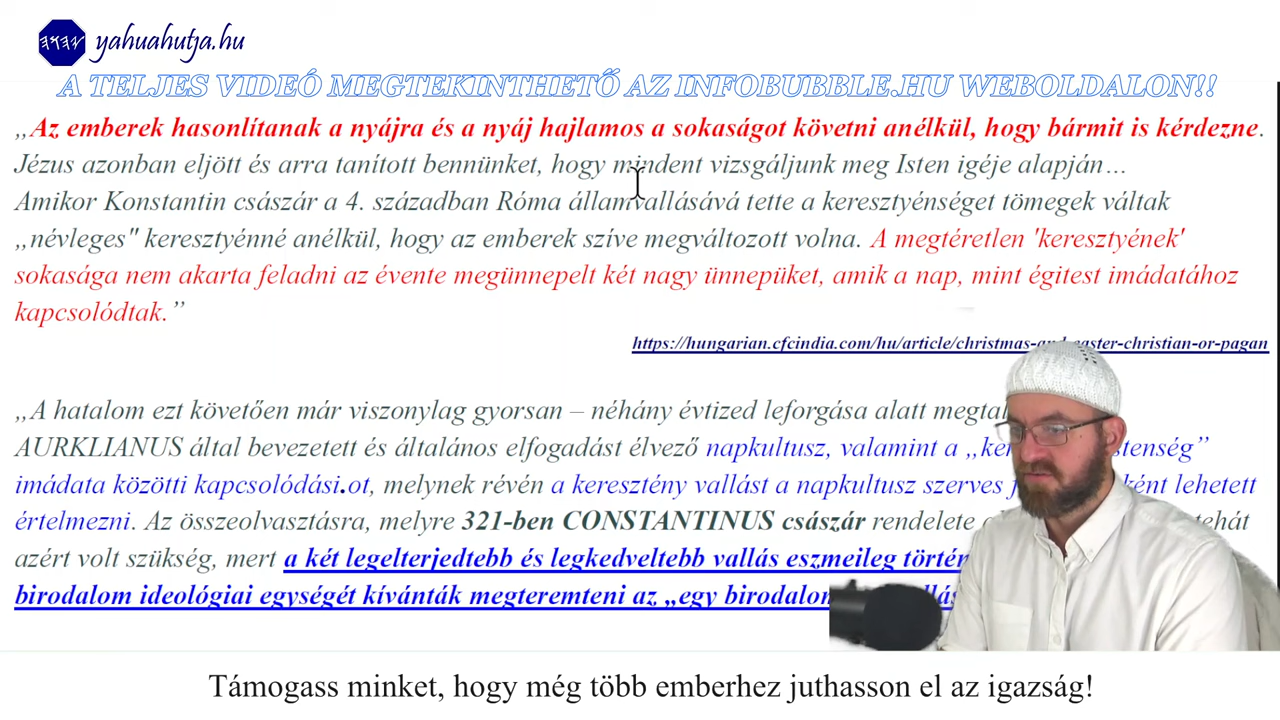 yahuahutja.hu
A TELJES VIDEÓ MEGTEKINTHETŐ AZ INFOBUBBLE.HU WEBOLDALON!!
„Az emberek hasonlítanak a nyájra és a nyáj hajlamos a sokaságot követni anélkül, hogy bármit is kérdezne.
Jézus azonban eljött és arra tanított bennünket, hogy mindent vizsgáljunk meg Isten igéje alapján…
Amikor Konstantin császár a 4. században Róma államvallásává tette a keresztyénséget tömegek váltak
„névleges" keresztyénné anélkül, hogy az emberek szíve megváltozott volna. A megtéretlen 'keresztyének'
sokasága nem akarta feladni az évente megünnepelt két nagy ünnepüket, amik a nap, mint égitest imádatához
kapcsolódtak.”
https://hungarian.cfcindia.com/hu/article/christmas-and-easter-christian-or-pagan
„A hatalom ezt követően már viszonylag gyorsan – néhány évtized leforgása alatt
AURKLIANUS által bevezetett és általános elfogadást élvező napkultusz, valamint a
imádata közötti kapcsolódási.ot, melynek révén a keresztény vallást a napkultusz szerves lehetett
értelmezni. Az összeolvasztásra, melyre 321-ben CONSTANTINUS császár rendelete tehát
azért volt szükség, mert a két legelterjedtebb és legkedveltebb vallás eszmeileg
birodalom ideológiai egységét kívánták megteremteni az „egy
Támogass minket, hogy még több emberhez juthasson el az igazság!